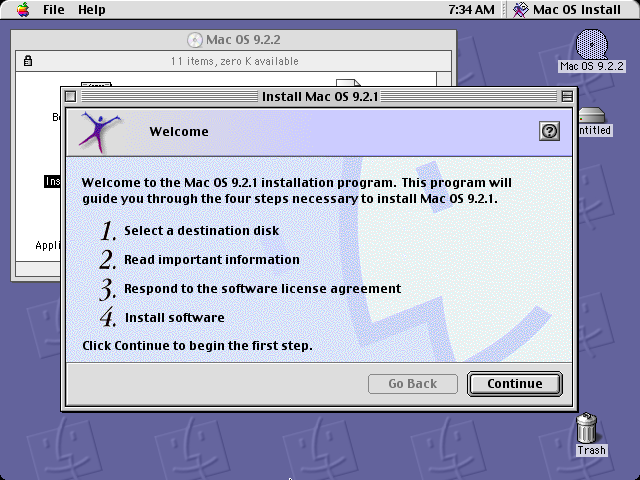 File Help 7:34 AM Mac OS Install
Mac OS 9.2.2
11 items, zero K available
Mac OS 9.2.2
Install Mac OS 9.2.1
Welcome
?
Welcome to the Mac OS 9.2.1 installation program. This program will
guide you through the four steps necessary to install Mac OS 9.2.1.
1. Select a destination disk
2. Read important information
3. Respond to the software license agreement
4. Install software
Click Continue to begin the first step.
Go Back Continue
Trash